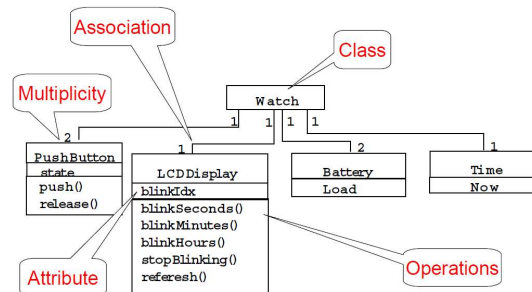 Association
Class
Multiplicity
Watch
1 1 1 1
2
1
2
1
PushButton
state
push()
release()
LCDDisplay
blinkIdx
blinkSeconds()
blinkMinutes()
blinkHours()
stopBlinking()
referesh()
Battery
Load
Time
Now
Attribute
Operations